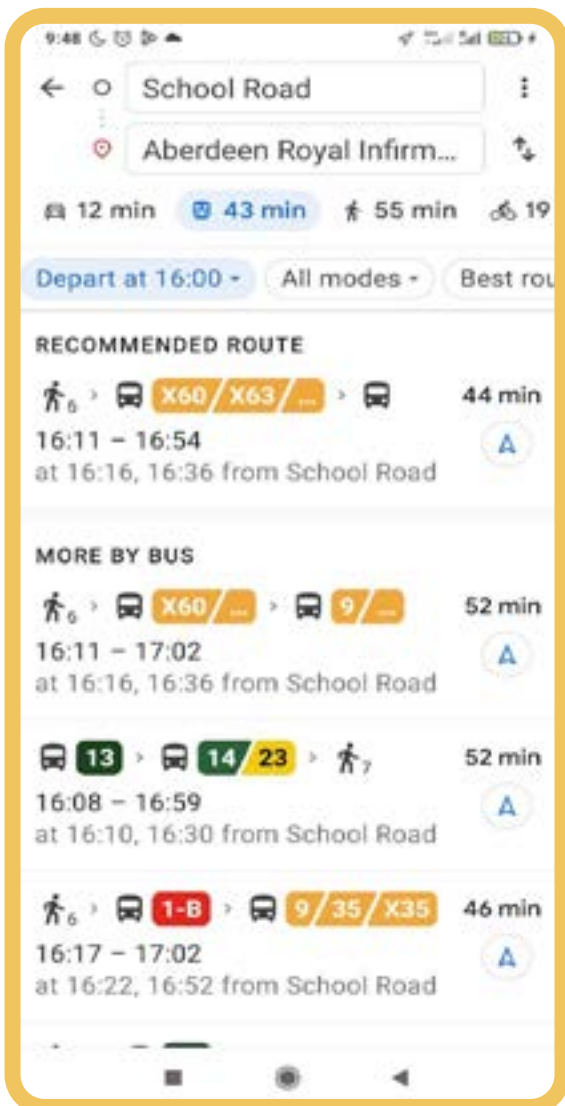 9:48
School Road
Aberdeen Royal Infirm...
12 min 43 min 55 min 19
Depart at 16:00 All modes Best rou
RECOMMENDED ROUTE
6 X60/X63/... 44 min
16:11 – 16:54
at 16:16, 16:36 from School Road
MORE BY BUS
6 X60/... 9/... 52 min
16:11 – 17:02
at 16:16, 16:36 from School Road
13 14/23 7 52 min
16:08 – 16:59
at 16:10, 16:30 from School Road
6 1-B 9/35/X35 46 min
16:17 – 17:02
at 16:22, 16:52 from School Road